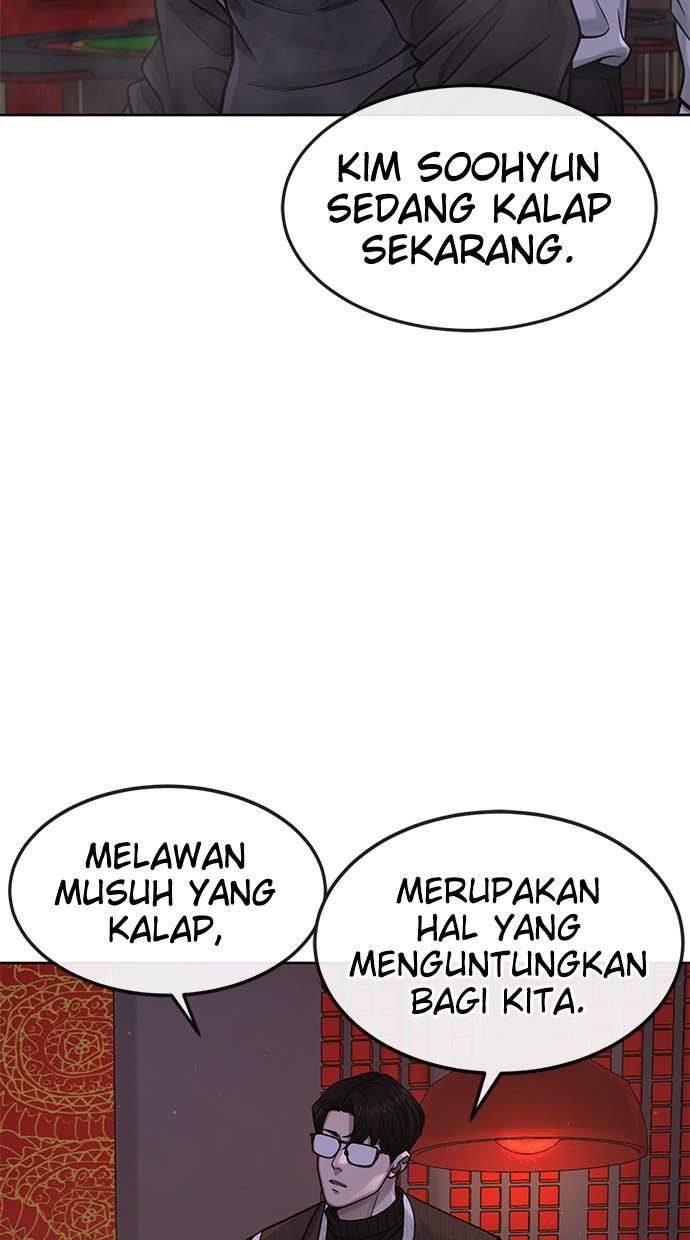 KIM SOOHYUN
SEDANG KALAP
SEKARANG.
MELAWAN
MUSUH YANG
KALAP,
MERUPAKAN
HAL YANG
MENGUNTUNGKAN
BAGI KITA.